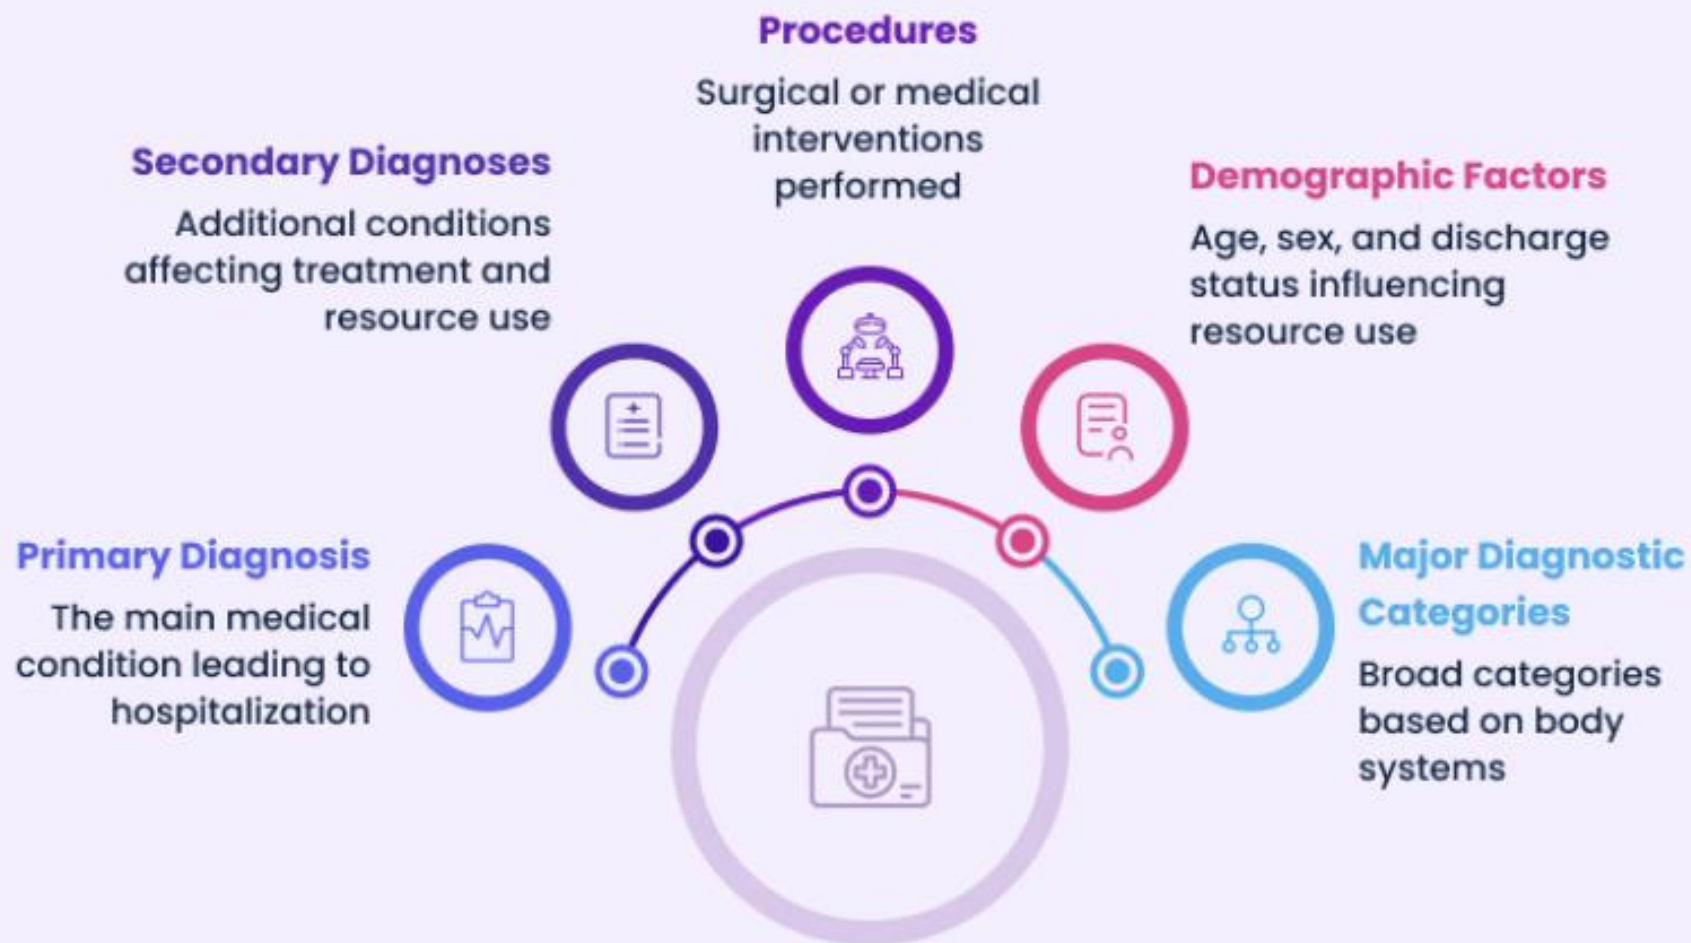 Procedures
Surgical or medical
interventions
performed
Secondary Diagnoses
Additional conditions
affecting treatment and
resource use
Demographic Factors
Age, sex, and discharge
status influencing
resource use
Primary Diagnosis
The main medical
condition leading to
hospitalization
Major Diagnostic
Categories
Broad categories
based on body
systems